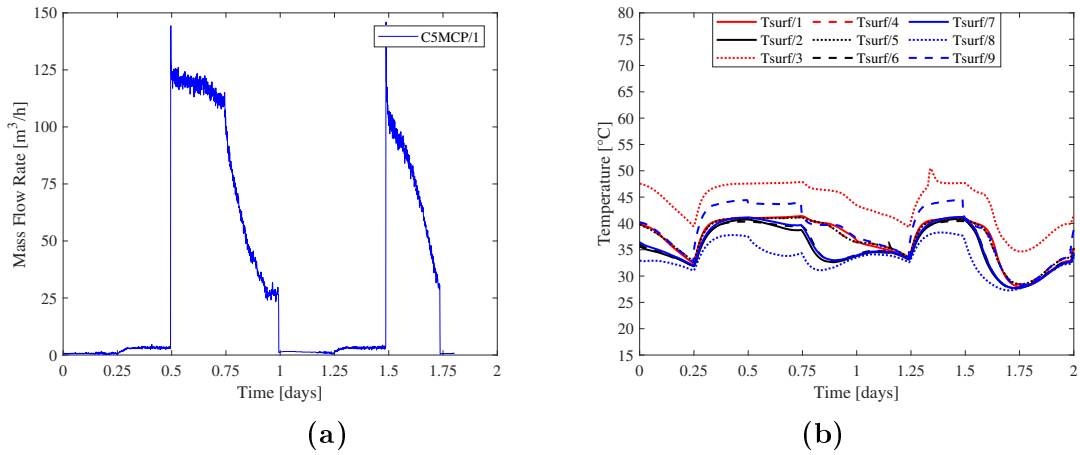 150
125
100
75
50
25
0
Mass Flow Rate [m³/h]
C5MCP/1
0 0.25 0.5 0.75 1 1.25 1.5 1.75 2
Time [days]
(a)
80
75
70
65
60
55
50
45
40
35
30
25
20
15
Temperature [°C]
Tsurf/1 Tsurf/4 Tsurf/7
Tsurf/2 Tsurf/5 Tsurf/8
Tsurf/3 Tsurf/6 Tsurf/9
0 0.25 0.5 0.75 1 1.25 1.5 1.75 2
Time [days]
(b)